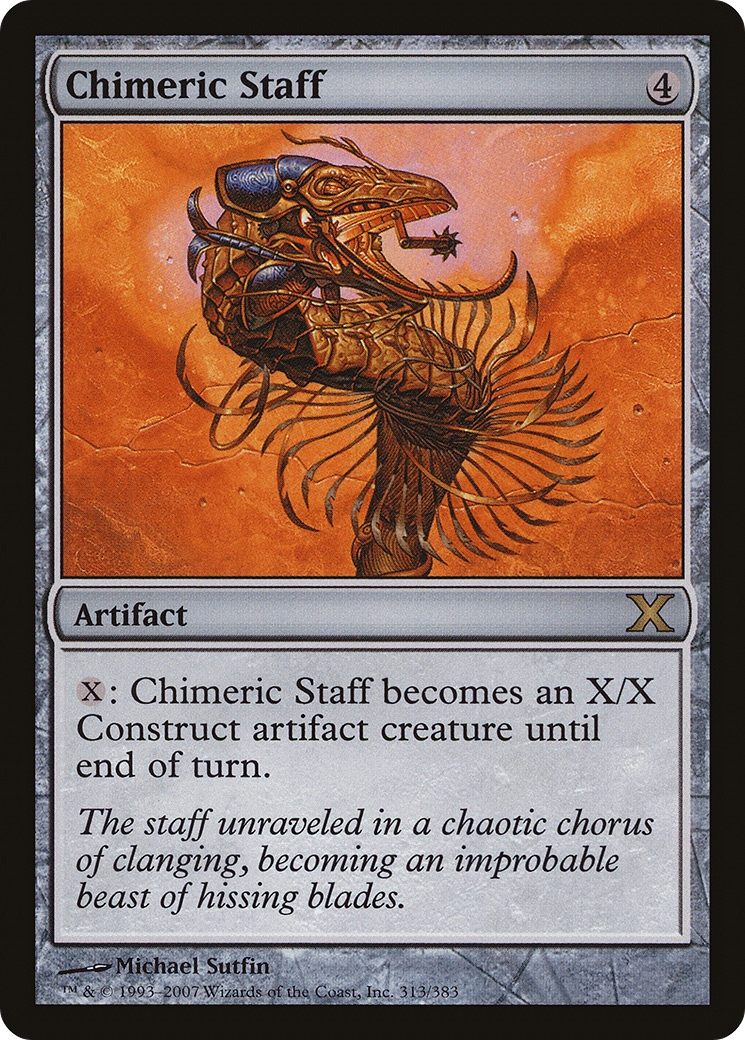 Chimeric Staff 4
Artifact X
X: Chimeric Staff becomes an X/X
Construct artifact creature until
end of turn.
The staff unraveled in a chaotic chorus
of clanging, becoming an improbable
beast of hissing blades.
Michael Sutfin
™ & © 1993–2007 Wizards of the Coast, Inc. 313/383